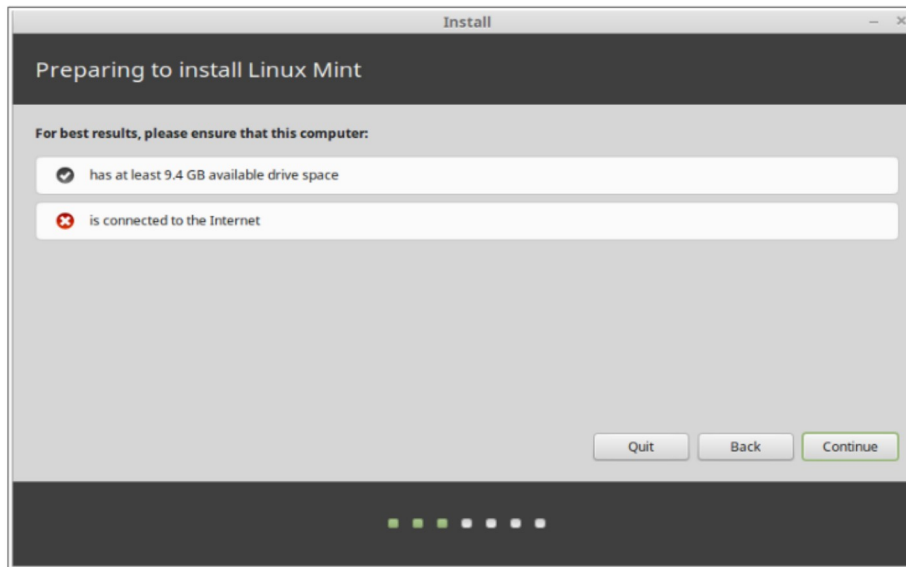 Install
Preparing to install Linux Mint
For best results, please ensure that this computer:
has at least 9.4 GB available drive space
is connected to the Internet
Quit Back Continue